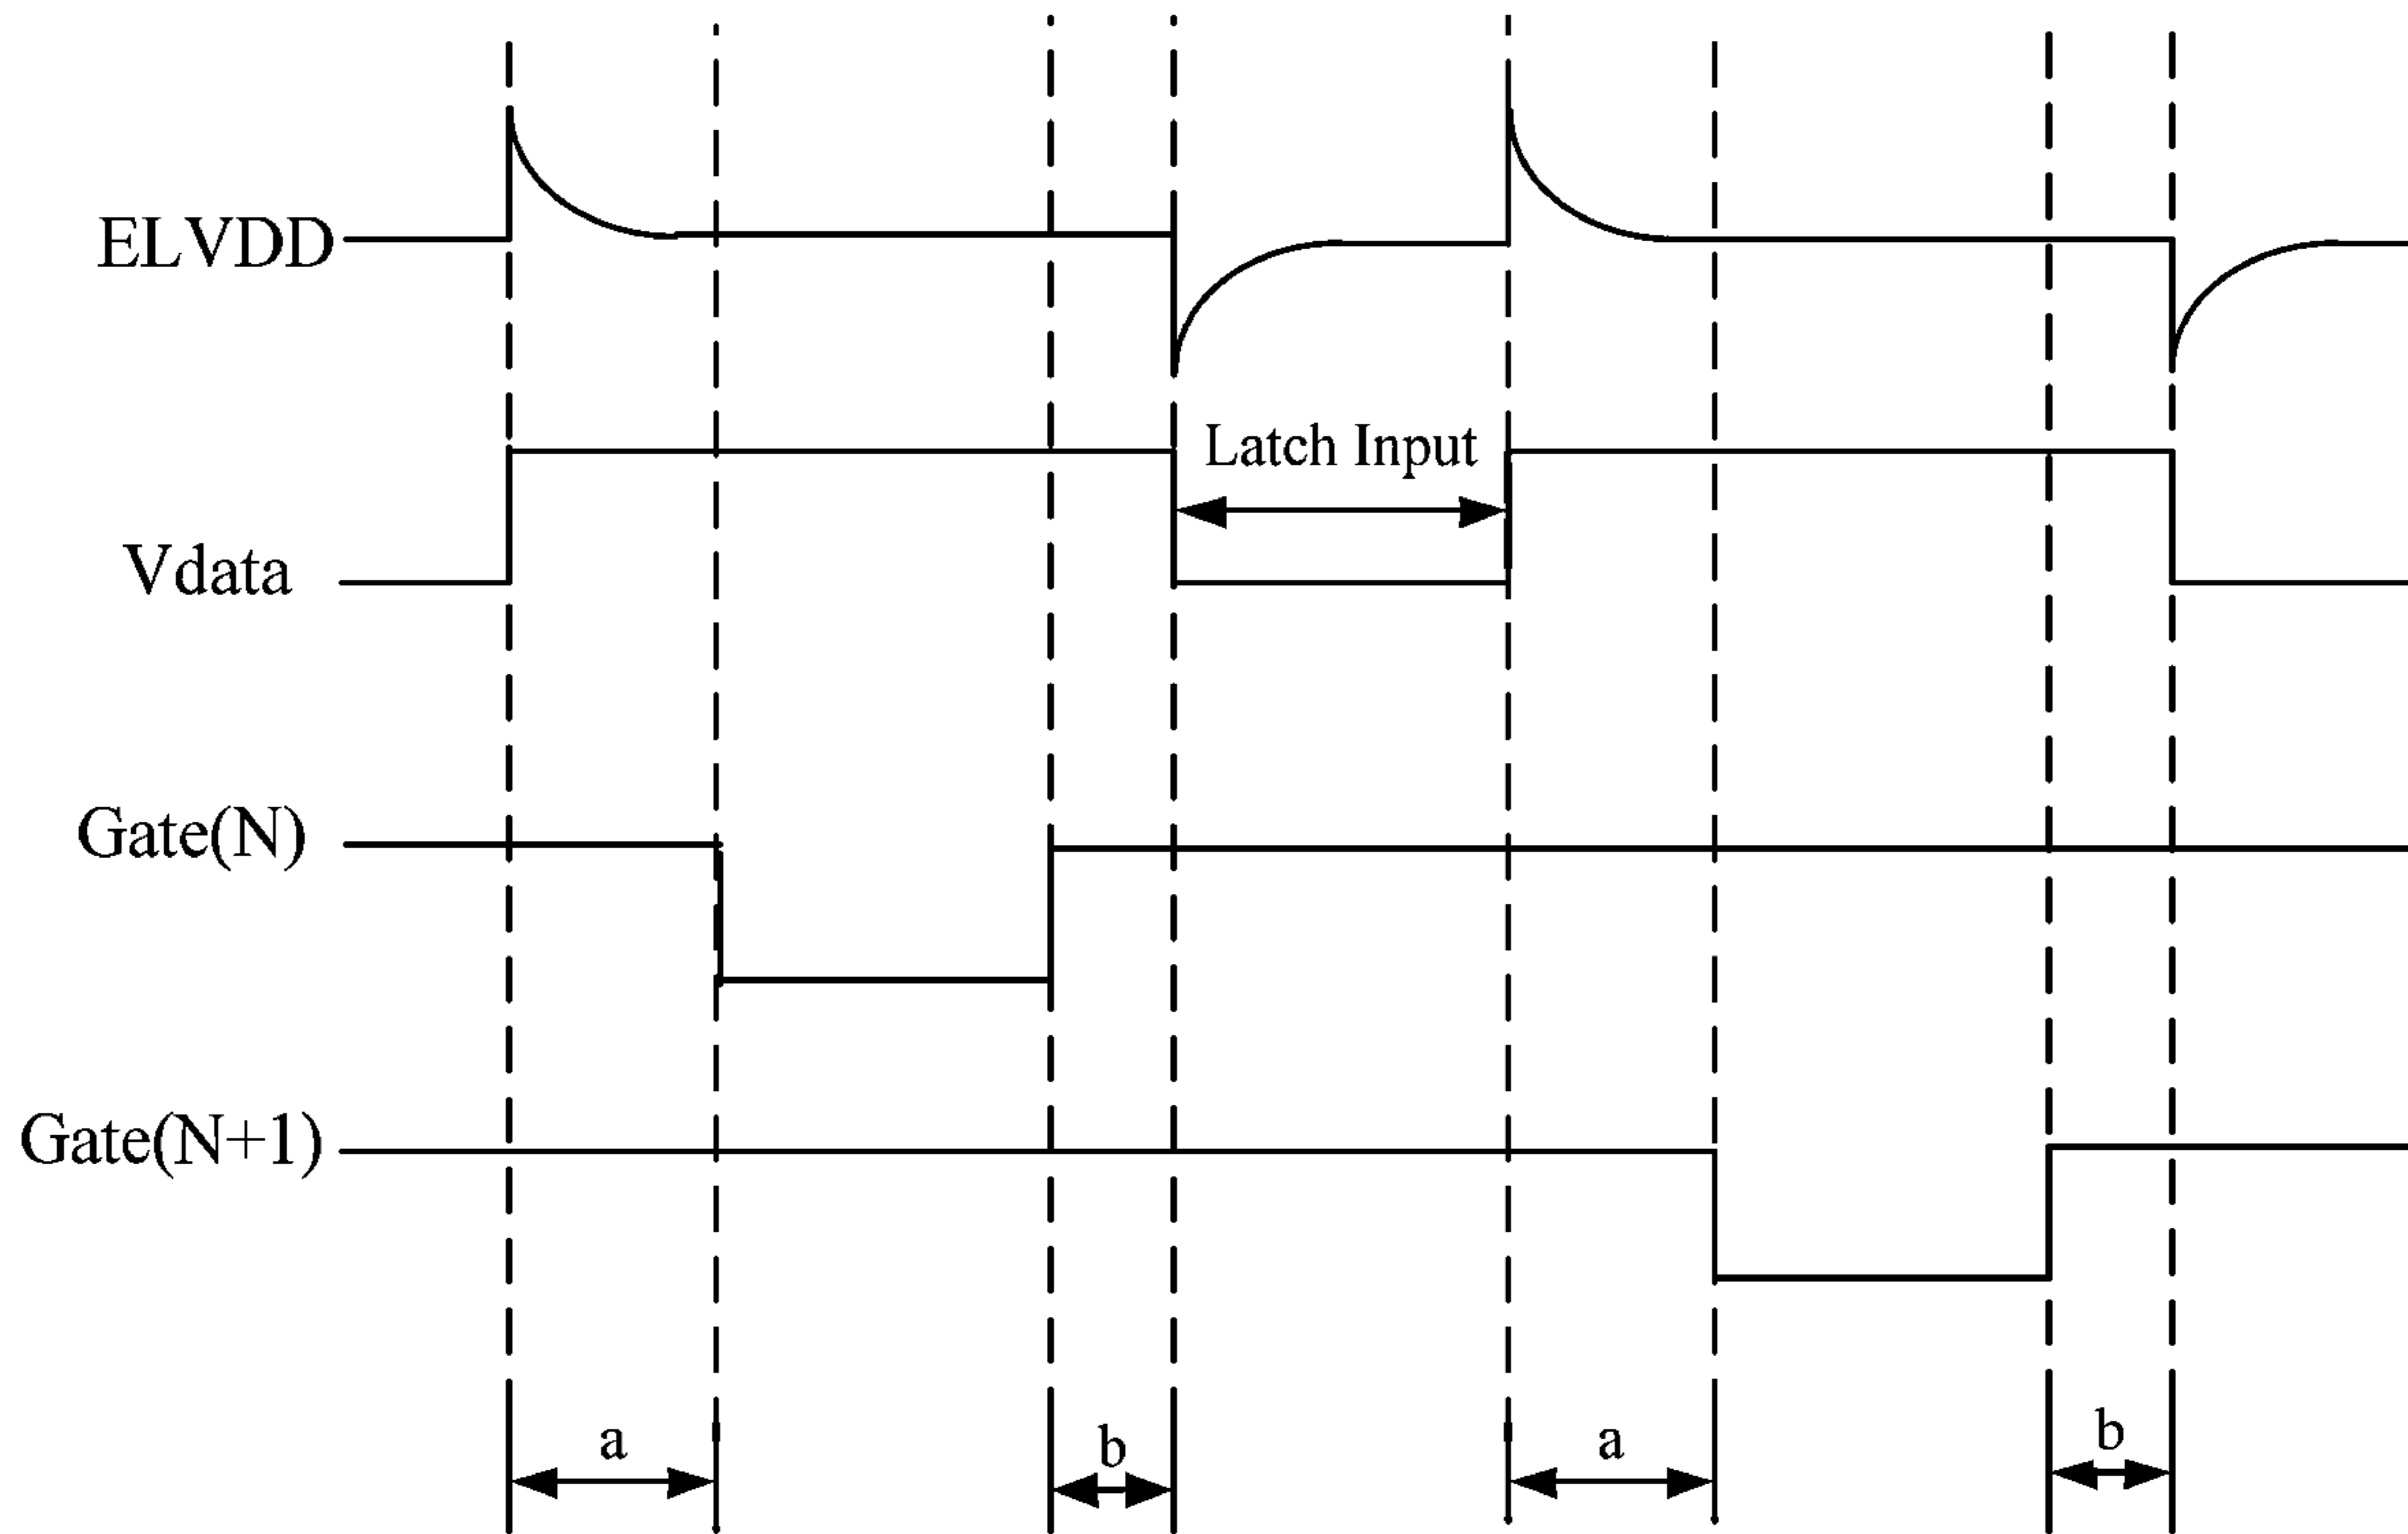 ELVDD
Latch Input
Vdata
Gate(N)
Gate(N+1)
a
b
a
b